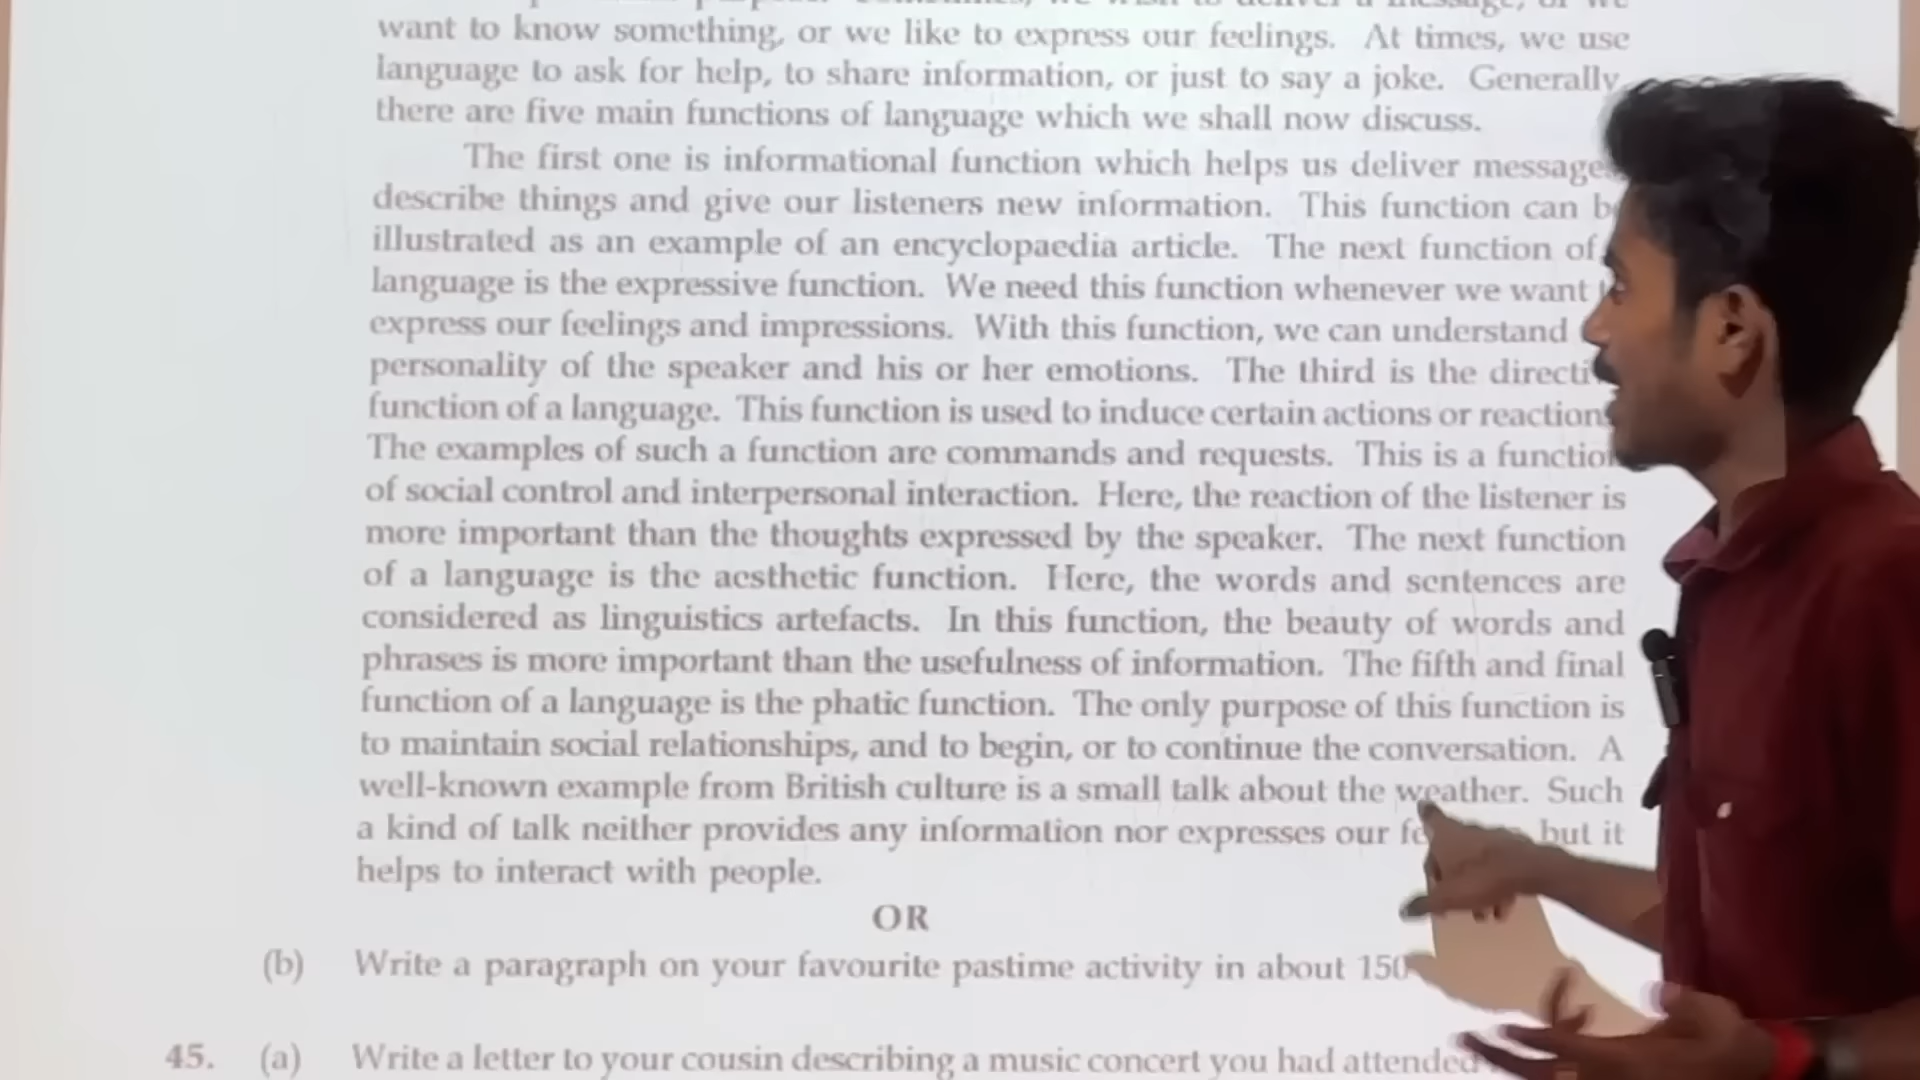 want to know something, or we like to express our feelings. At times, we use
language to ask for help, to share information, or just to say a joke. Generally
there are five main functions of language which we shall now discuss.
The first one is informational function which helps us deliver message
describe things and give our listeners new information. This function can
illustrated as an example of an encyclopaedia article. The next function of
language is the expressive function. We need this function whenever we want
express our feelings and impressions. With this function, we can understand
personality of the speaker and his or her emotions. The third is the
function of a language. This function is used to induce certain actions or reaction
The examples of such a function are commands and requests. This is a function
of social control and interpersonal interaction. Here, the reaction of the listener is
more important than the thoughts expressed by the speaker. The next function
of a language is the aesthetic function. Here, the words and sentences are
considered as linguistics artefacts. In this function, the beauty of words and
phrases is more important than the usefulness of information. The fifth and final
function of a language is the phatic function. The only purpose of this function is
to maintain social relationships, and to begin, or to continue the conversation. A
well-known example from British culture is a small talk about the weather. Such
a kind of talk neither provides any information nor expresses our but it
helps to interact with people.
OR
(b) Write a paragraph on your favourite pastime activity in about 150
45. (a) Write a letter to your cousin describing a music concert you had attended